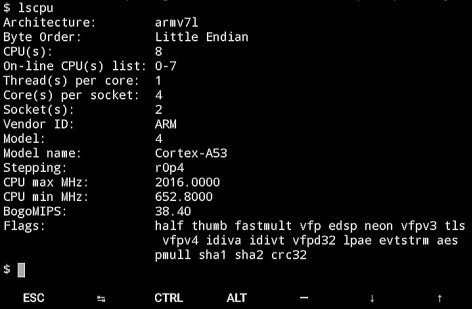 $ lscpu
Architecture:        armv7l
Byte Order:          Little Endian
CPU(s):              8
On-line CPU(s) list: 0-7
Thread(s) per core:  1
Core(s) per socket:  4
Socket(s):           2
Vendor ID:           ARM
Model:               4
Model name:          Cortex-A53
Stepping:            r0p4
CPU max MHz:         2016.0000
CPU min MHz:         652.8000
BogoMIPS:            38.40
Flags:               half thumb fastmult vfp edsp neon vfpv3 tls
                      vfpv4 idiva idivt vfpd32 lpae evtstrm aes
                     pmull sha1 sha2 crc32
$
ESC ↹ CTRL ALT — ↓ ↑